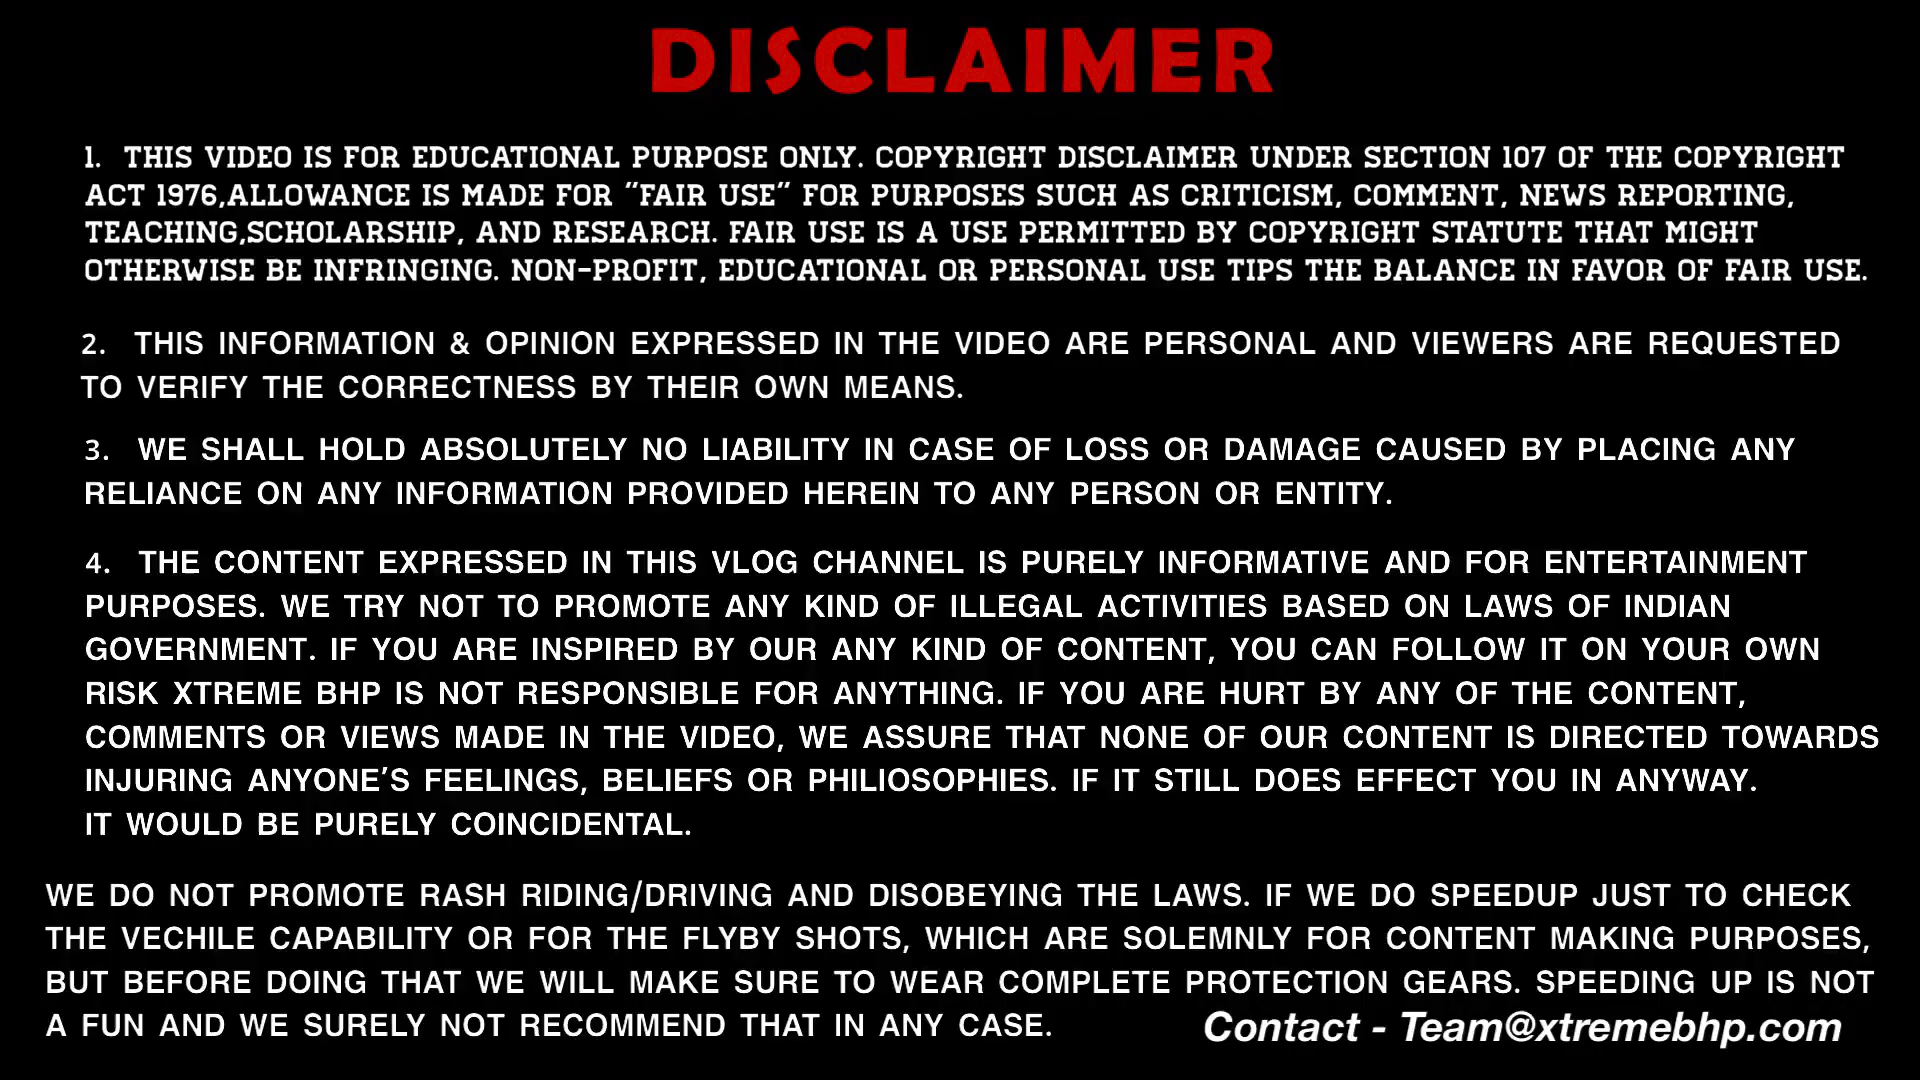 DISCLAIMER
1. THIS VIDEO IS FOR EDUCATIONAL PURPOSE ONLY. COPYRIGHT DISCLAIMER UNDER SECTION 107 OF THE COPYRIGHT
ACT 1976,ALLOWANCE IS MADE FOR "FAIR USE" FOR PURPOSES SUCH AS CRITICISM, COMMENT, NEWS REPORTING,
TEACHING,SCHOLARSHIP, AND RESEARCH. FAIR USE IS A USE PERMITTED BY COPYRIGHT STATUTE THAT MIGHT
OTHERWISE BE INFRINGING. NON-PROFIT, EDUCATIONAL OR PERSONAL USE TIPS THE BALANCE IN FAVOR OF FAIR USE.
2. THIS INFORMATION & OPINION EXPRESSED IN THE VIDEO ARE PERSONAL AND VIEWERS ARE REQUESTED
TO VERIFY THE CORRECTNESS BY THEIR OWN MEANS.
3. WE SHALL HOLD ABSOLUTELY NO LIABILITY IN CASE OF LOSS OR DAMAGE CAUSED BY PLACING ANY
RELIANCE ON ANY INFORMATION PROVIDED HEREIN TO ANY PERSON OR ENTITY.
4. THE CONTENT EXPRESSED IN THIS VLOG CHANNEL IS PURELY INFORMATIVE AND FOR ENTERTAINMENT
PURPOSES. WE TRY NOT TO PROMOTE ANY KIND OF ILLEGAL ACTIVITIES BASED ON LAWS OF INDIAN
GOVERNMENT. IF YOU ARE INSPIRED BY OUR ANY KIND OF CONTENT, YOU CAN FOLLOW IT ON YOUR OWN
RISK XTREME BHP IS NOT RESPONSIBLE FOR ANYTHING. IF YOU ARE HURT BY ANY OF THE CONTENT,
COMMENTS OR VIEWS MADE IN THE VIDEO, WE ASSURE THAT NONE OF OUR CONTENT IS DIRECTED TOWARDS
INJURING ANYONE'S FEELINGS, BELIEFS OR PHILIOSOPHIES. IF IT STILL DOES EFFECT YOU IN ANYWAY.
IT WOULD BE PURELY COINCIDENTAL.
WE DO NOT PROMOTE RASH RIDING/DRIVING AND DISOBEYING THE LAWS. IF WE DO SPEEDUP JUST TO CHECK
THE VECHILE CAPABILITY OR FOR THE FLYBY SHOTS, WHICH ARE SOLEMNLY FOR CONTENT MAKING PURPOSES,
BUT BEFORE DOING THAT WE WILL MAKE SURE TO WEAR COMPLETE PROTECTION GEARS. SPEEDING UP IS NOT
A FUN AND WE SURELY NOT RECOMMEND THAT IN ANY CASE.
Contact - Team@xtremebhp.com